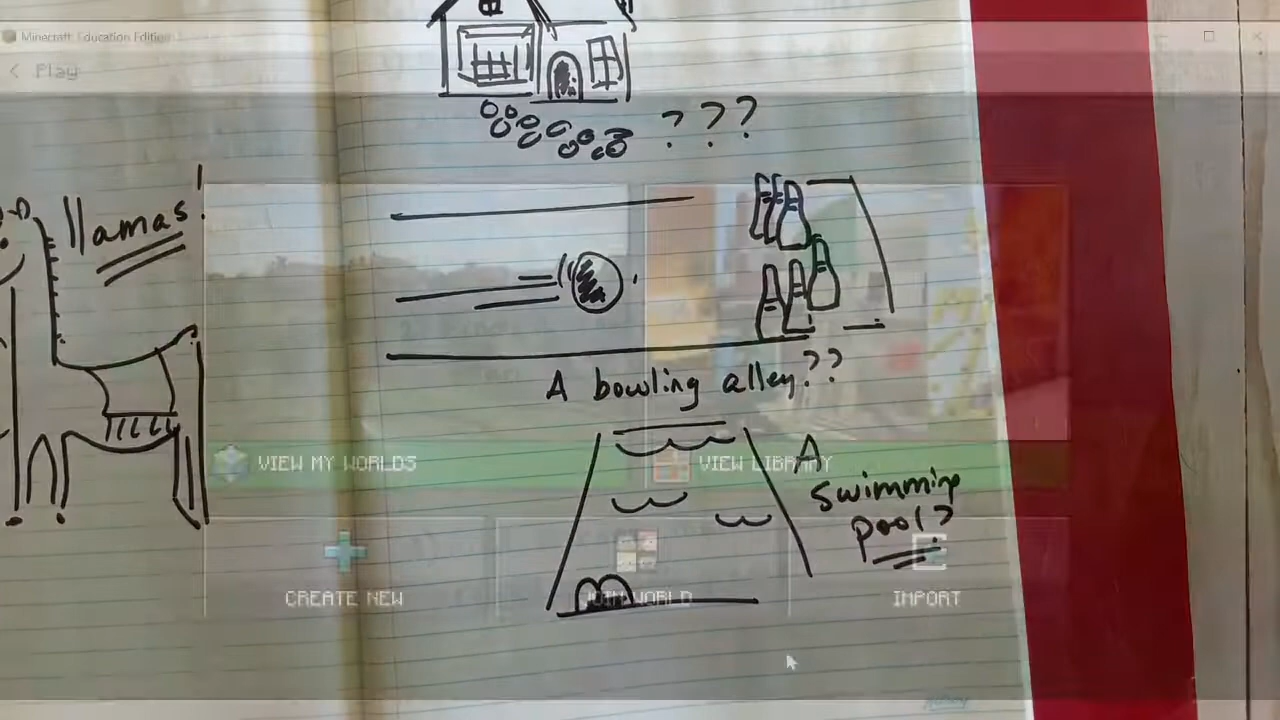 Minecraft: Education Edition
Play
? ? ?
llamas!
A bowling alley??
VIEW MY WORLDS
VIEW LIBRARY
A
swimming
pool?
CREATE NEW
JOIN WORLD
IMPORT